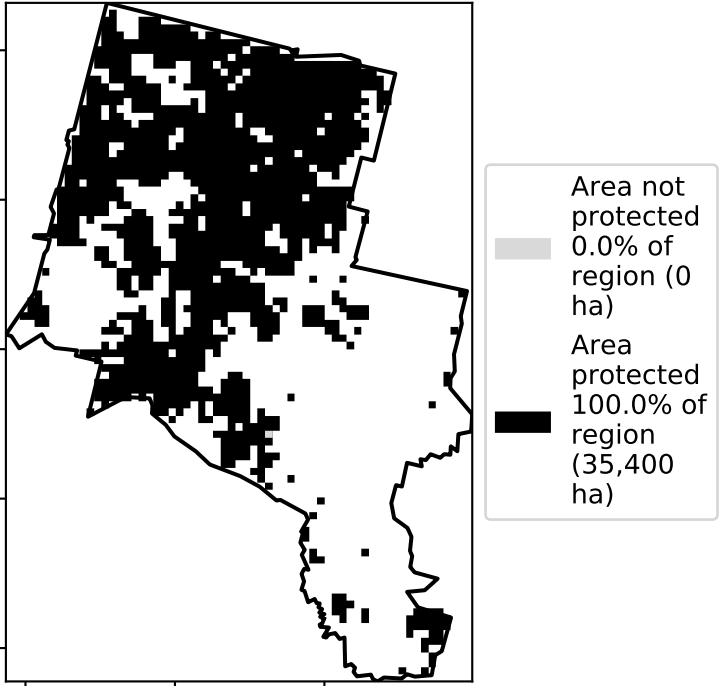 Area not
protected
0.0% of
region (0
ha)
Area
protected
100.0% of
region
(35,400
ha)